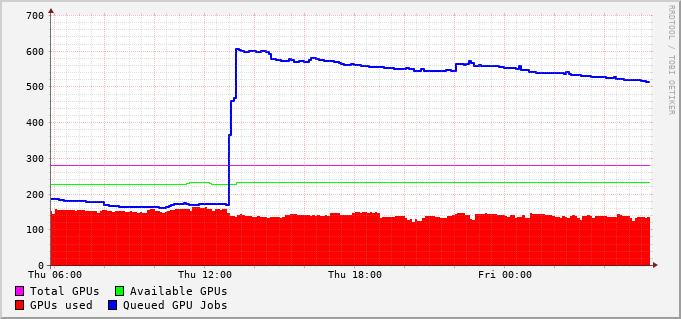 700
600
500
400
300
200
100
0
Thu 06:00 Thu 12:00 Thu 18:00 Fri 00:00
Total GPUs Available GPUs
GPUs used Queued GPU Jobs
RRDTOOL / TOBI OETIKER